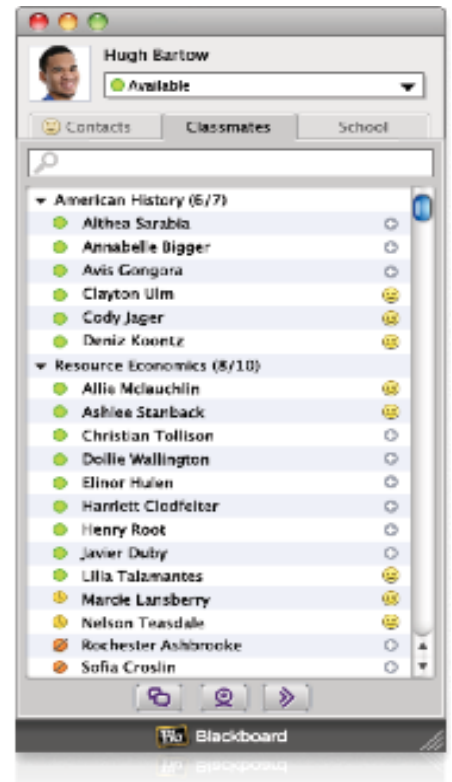 Hugh Bartow
Available
Contacts Classmates School
American History (6/7)
Althea Sarabia
Annabelle Bigger
Avis Gongora
Clayton Ulm
Cody Jager
Deniz Koontz
Resource Economics (8/10)
Allie Mclauchlin
Ashlee Stanback
Christian Tollison
Dollie Wallington
Elinor Hulen
Harriett Clodfelter
Henry Root
Javier Duby
Lilia Talamantes
Marcie Lansberry
Nelson Teasdale
Rochester Ashbrooke
Sofia Croslin
Bb Blackboard